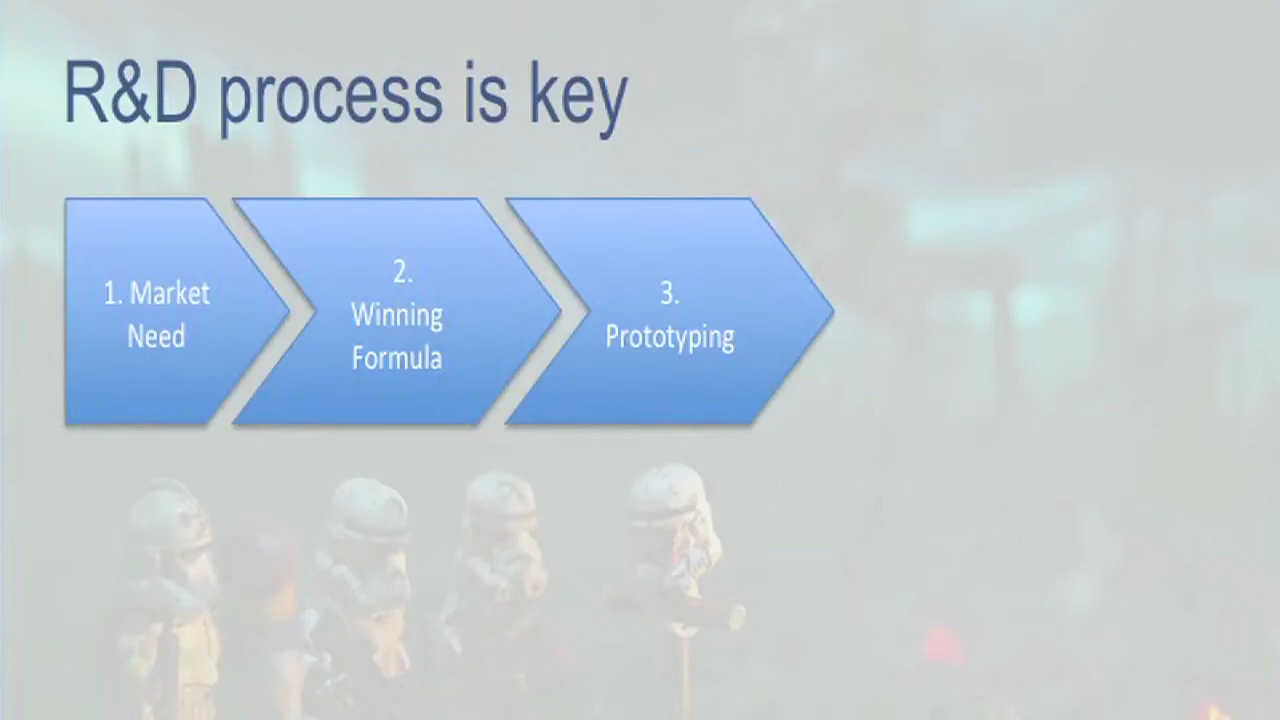 R&D process is key
1. Market
Need
2.
Winning
Formula
3.
Prototyping